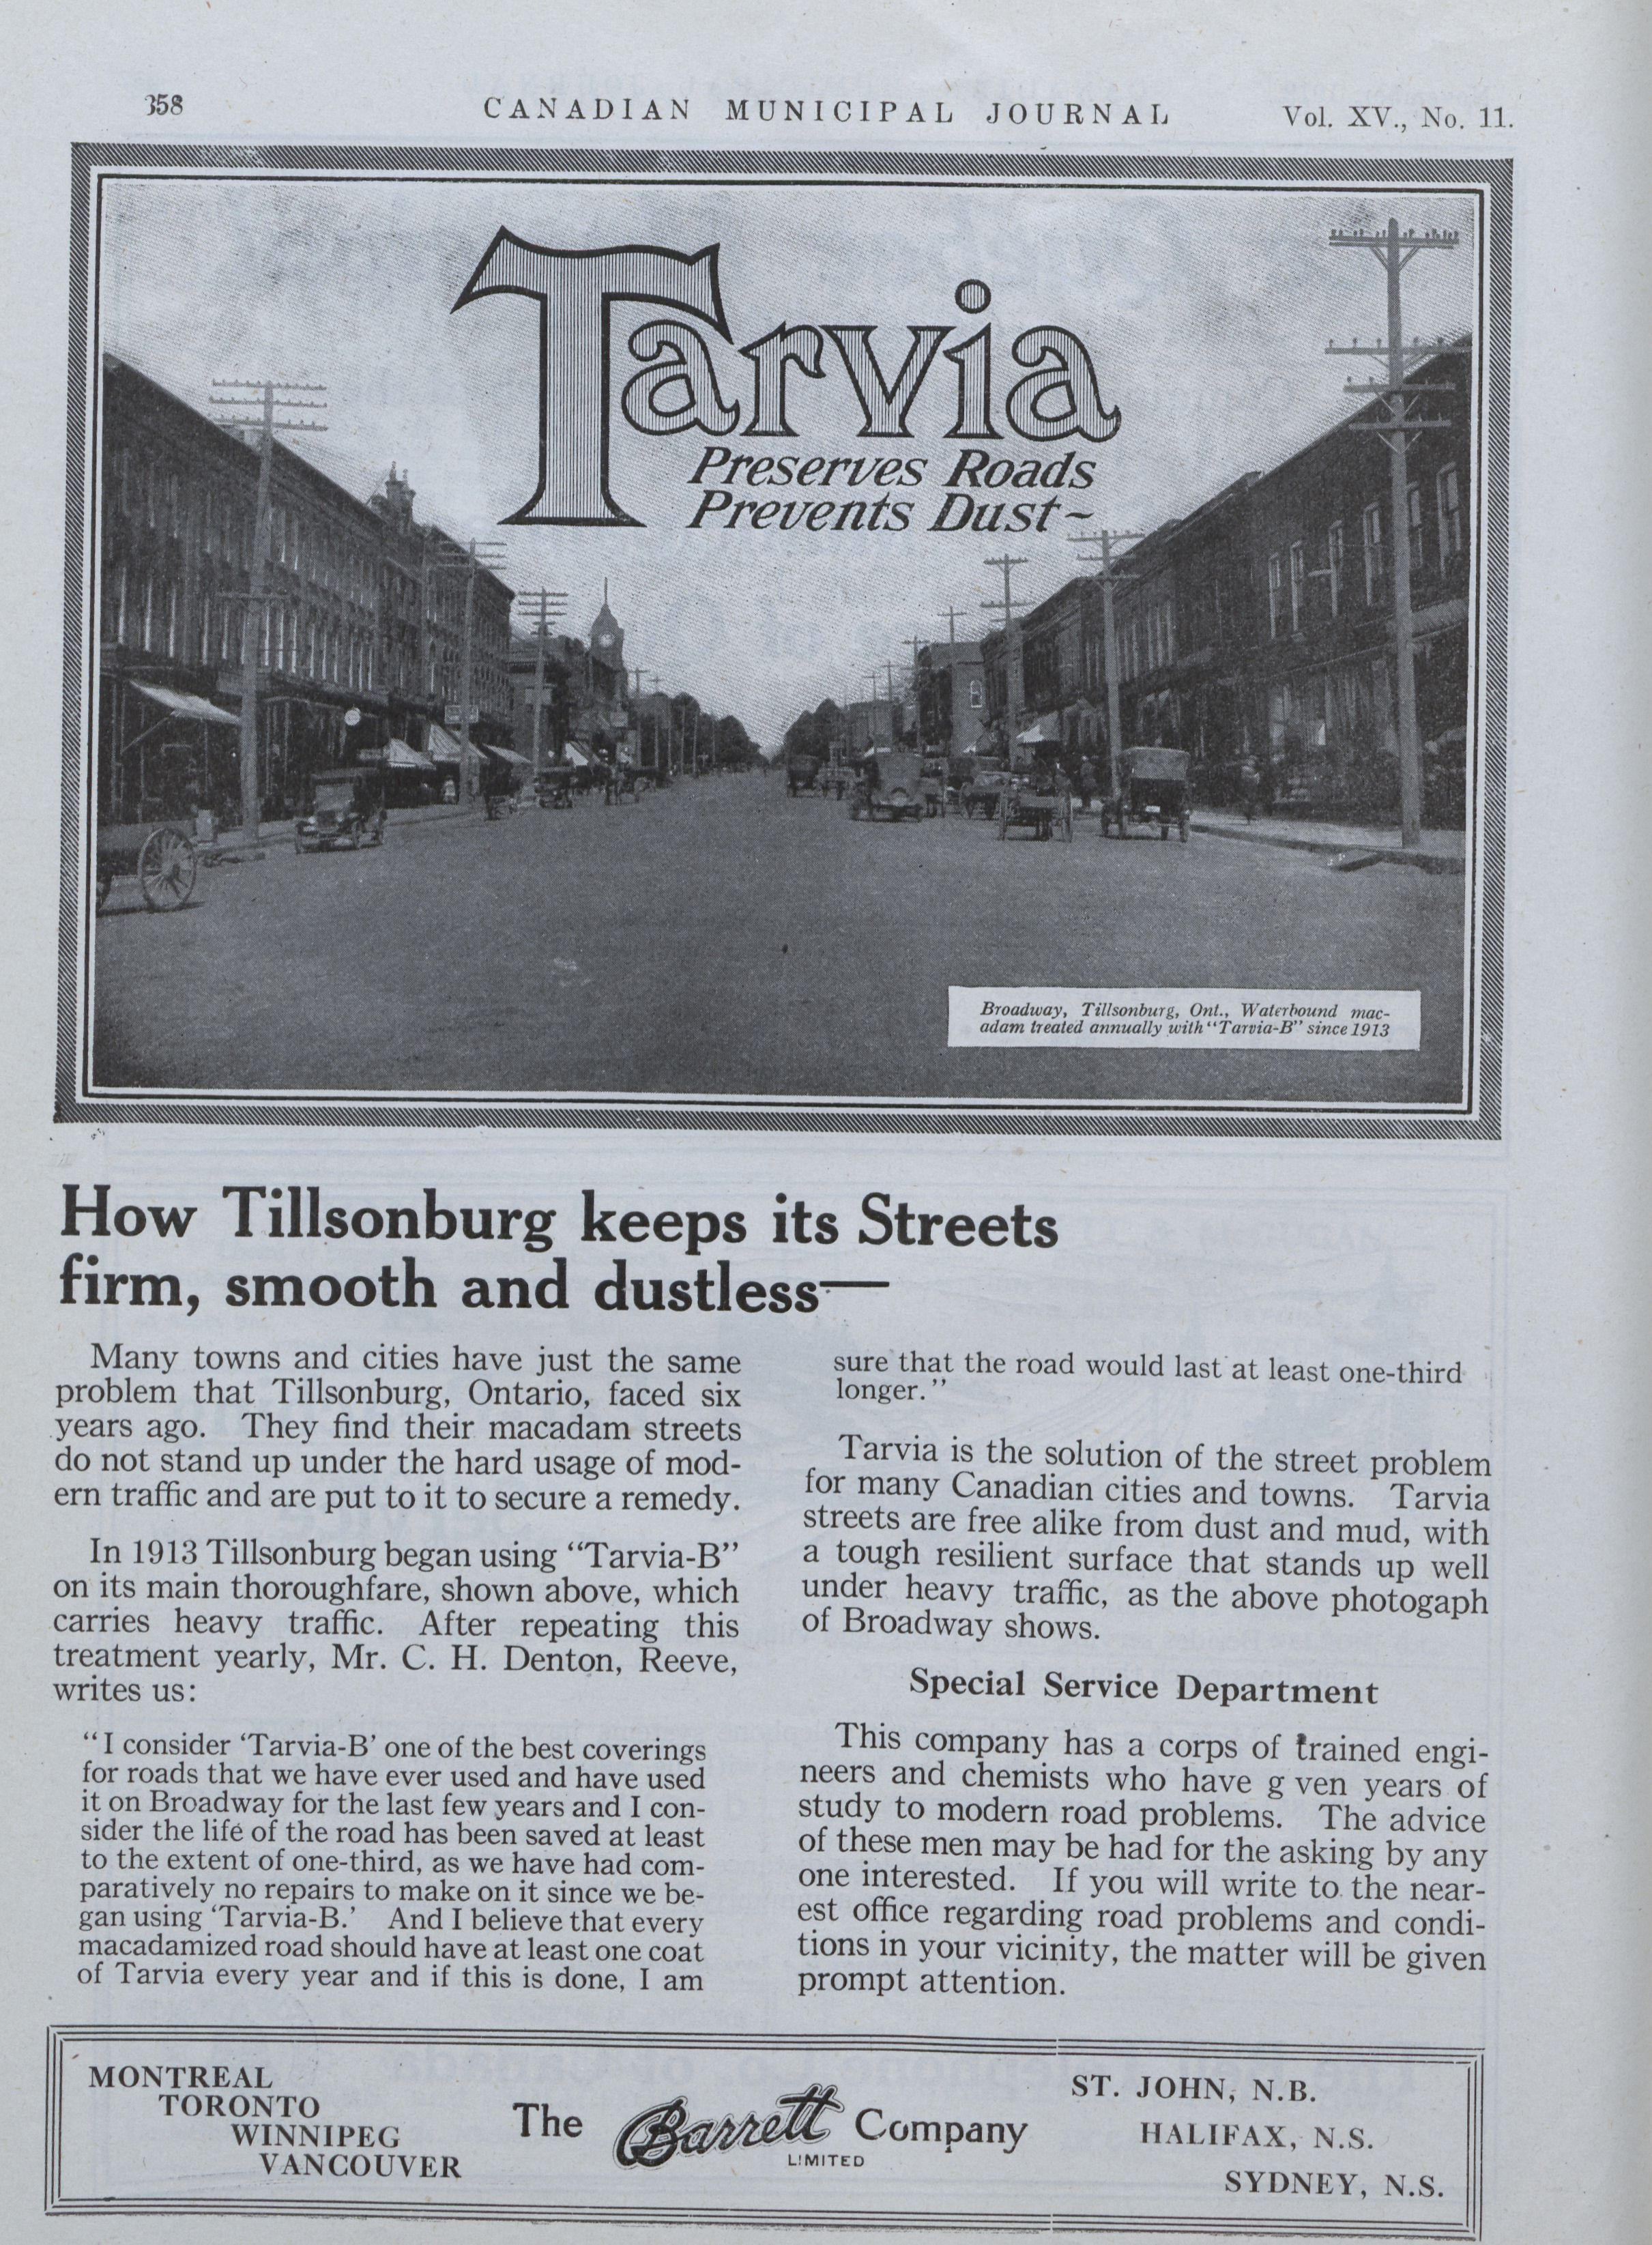 358
CANADIAN MUNICIPAL JOURNAL
Vol. XV., No. 11.
Tarvia
Preserves Roads
Prevents Dust~
Broadway, Tillsonburg, Ont., Waterbound mac-
adam treated annually with "Tarvia-B" since 1913
How Tillsonburg keeps its Streets
firm, smooth and dustless—
Many towns and cities have just the same
problem that Tillsonburg, Ontario, faced six
years ago. They find their macadam streets
do not stand up under the hard usage of mod-
ern traffic and are put to it to secure a remedy.
In 1913 Tillsonburg began using "Tarvia-B"
on its main thoroughfare, shown above, which
carries heavy traffic. After repeating this
treatment yearly, Mr. C. H. Denton, Reeve,
writes us:
"I consider 'Tarvia-B' one of the best coverings
for roads that we have ever used and have used
it on Broadway for the last few years and I con-
sider the life of the road has been saved at least
to the extent of one-third, as we have had com-
paratively no repairs to make on it since we be-
gan using 'Tarvia-B.' And I believe that every
macadamized road should have at least one coat
of Tarvia every year and if this is done, I am
sure that the road would last at least one-third
longer."
Tarvia is the solution of the street problem
for many Canadian cities and towns. Tarvia
streets are free alike from dust and mud, with
a tough resilient surface that stands up well
under heavy traffic, as the above photogaph
of Broadway shows.
Special Service Department
This company has a corps of trained engi-
neers and chemists who have g ven years of
study to modern road problems. The advice
of these men may be had for the asking by any
one interested. If you will write to the near-
est office regarding road problems and condi-
tions in your vicinity, the matter will be given
prompt attention.
MONTREAL
TORONTO
WINNIPEG
VANCOUVER
The Barrett Company
LIMITED
ST. JOHN, N.B.
HALIFAX, N.S.
SYDNEY, N.S.